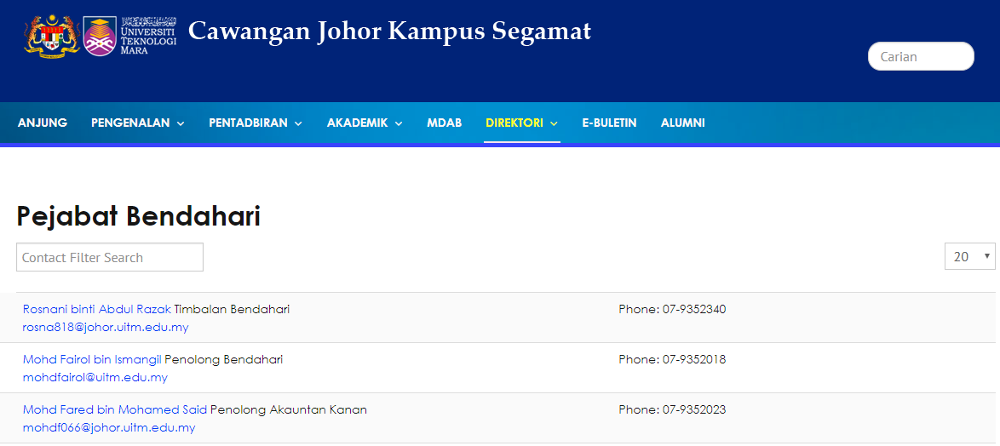 UNIVERSITI
TEKNOLOGI
MARA
Cawangan Johor Kampus Segamat
Carian
ANJUNG PENGENALAN PENTADBIRAN AKADEMIK MDAB DIREKTORI E-BULETIN ALUMNI
Pejabat Bendahari
Contact Filter Search
20
Rosnani binti Abdul Razak Timbalan Bendahari Phone: 07-9352340
rosna818@johor.uitm.edu.my
Mohd Fairol bin Ismangil Penolong Bendahari Phone: 07-9352018
mohdfairol@uitm.edu.my
Mohd Fared bin Mohamed Said Penolong Akauntan Kanan Phone: 07-9352023
mohdf066@johor.uitm.edu.my